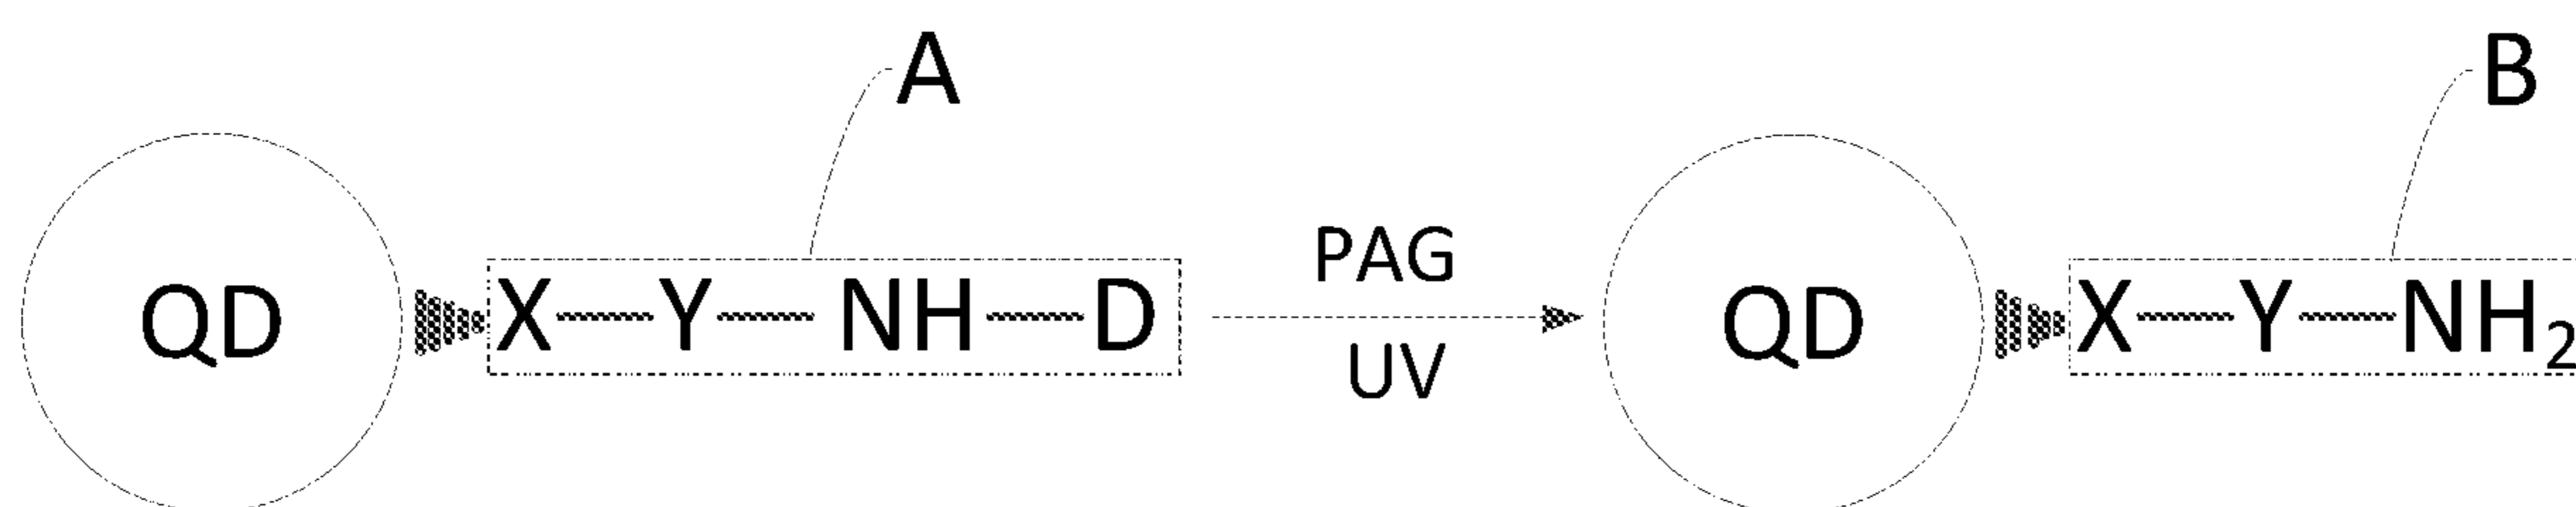 A
B
PAG
QD X—Y—NH—D QD X—Y—NH₂
UV